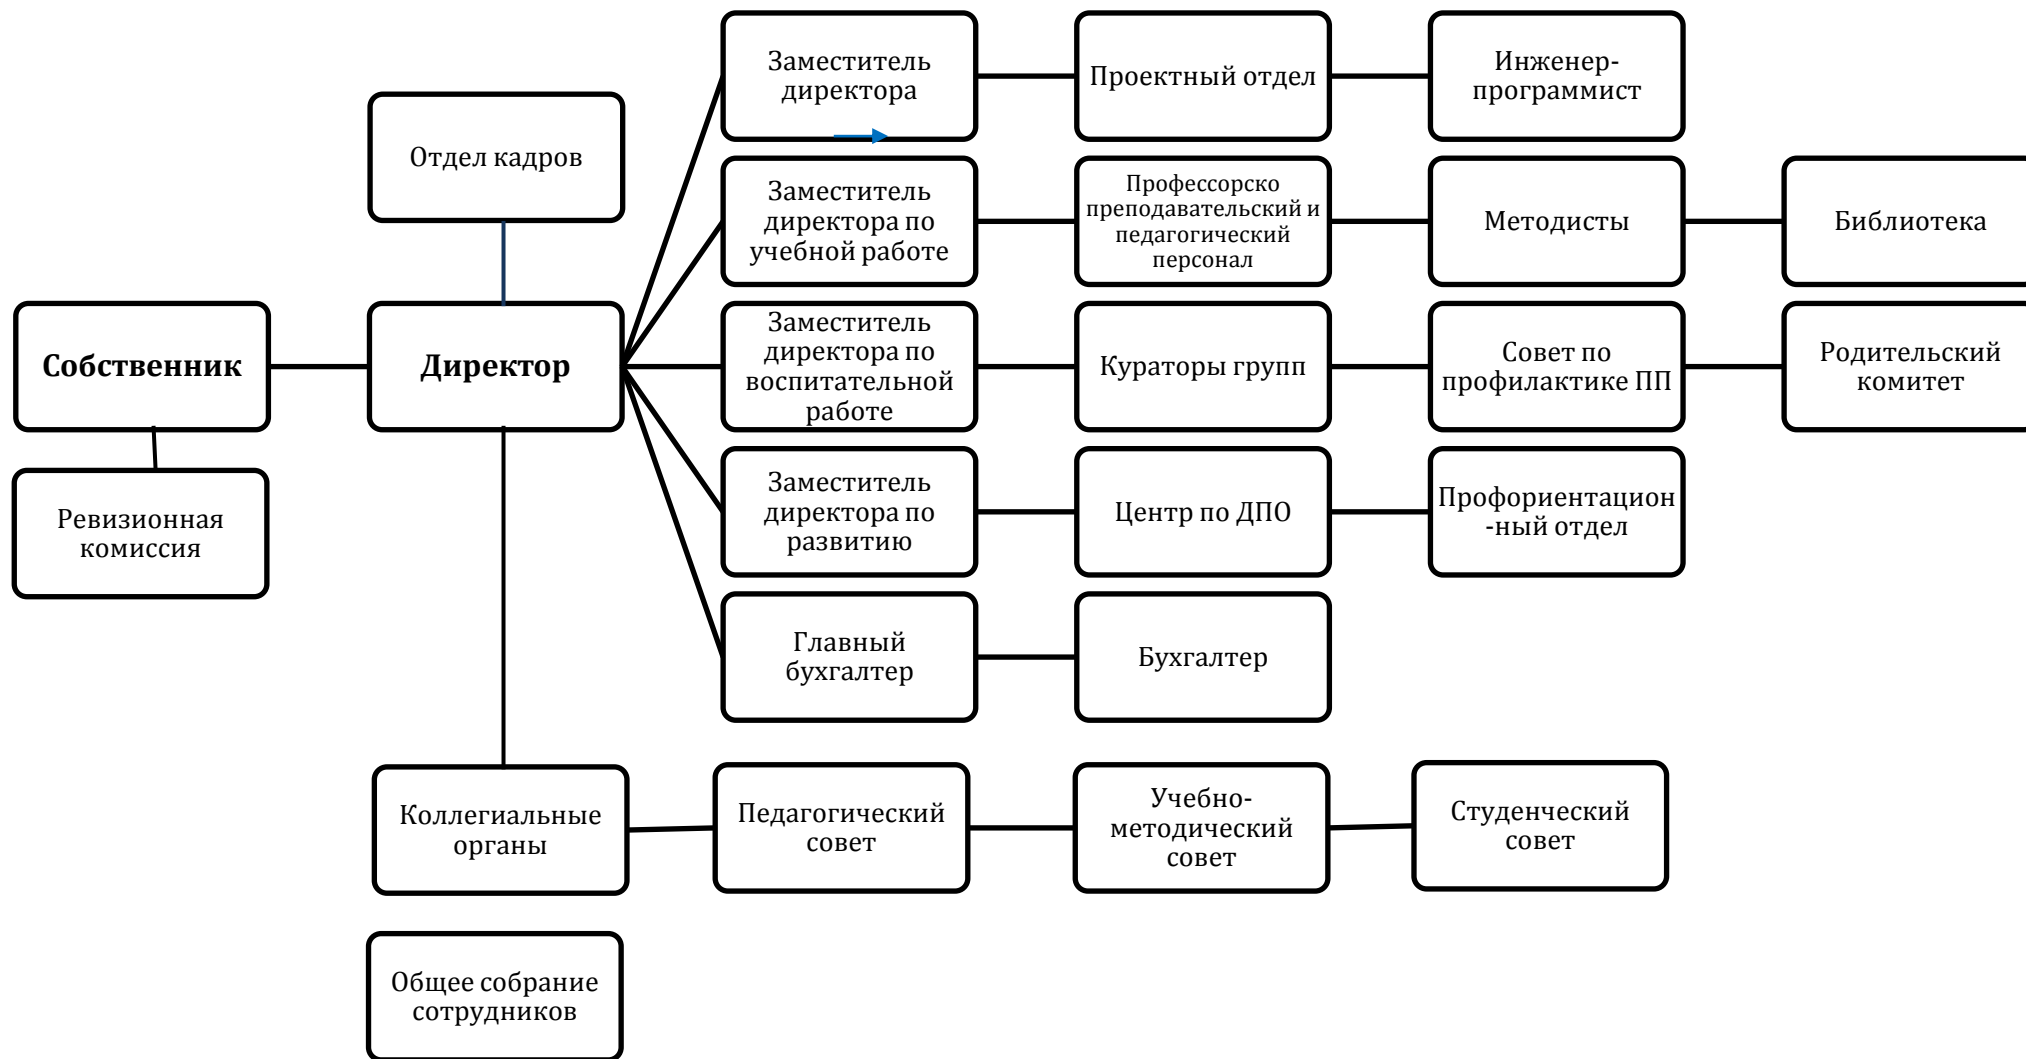 Заместитель
директора
Проектный отдел
Инженер-
программист
Отдел кадров
Заместитель
директора по
учебной работе
Профессорско
преподавательский и
педагогический
персонал
Методисты
Библиотека
Собственник
Директор
Заместитель
директора по
воспитательной
работе
Кураторы групп
Совет по
профилактике ПП
Родительский
комитет
Ревизионная
комиссия
Заместитель
директора по
развитию
Центр по ДПО
Профориентацион
-ный отдел
Главный
бухгалтер
Бухгалтер
Коллегиальные
органы
Педагогический
совет
Учебно-
методический
совет
Студенческий
совет
Общее собрание
сотрудников